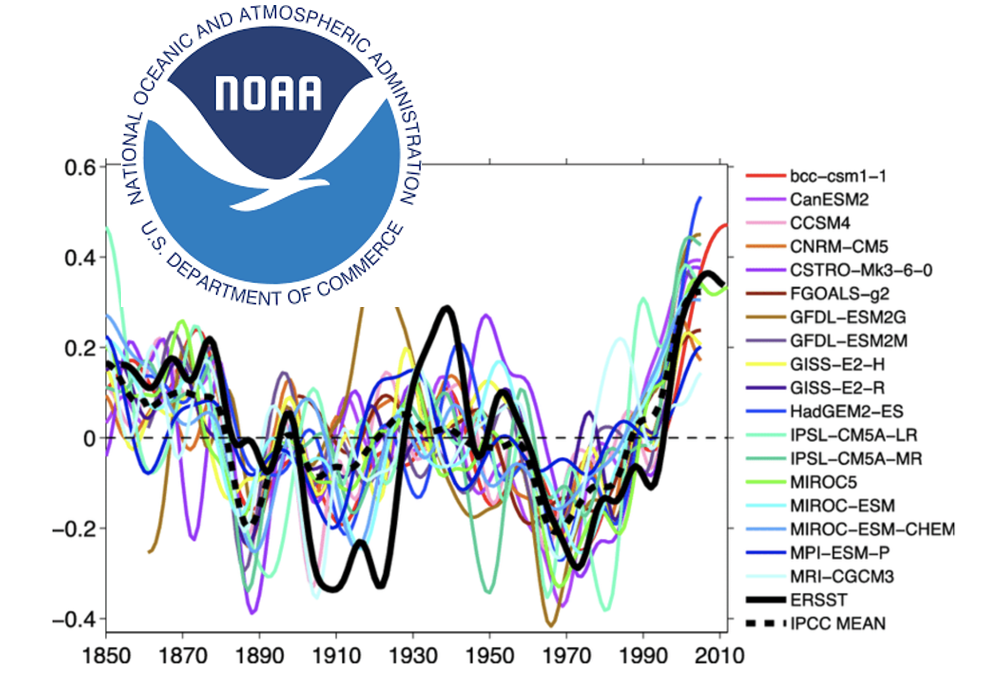 NATIONAL OCEANIC AND ATMOSPHERIC ADMINISTRATION
NOAA
U.S. DEPARTMENT OF COMMERCE
0.6
0.4
0.2
0
−0.2
−0.4
1850 1870 1890 1910 1930 1950 1970 1990 2010
bcc−csm1−1
CanESM2
CCSM4
CNRM−CM5
CSTRO−Mk3−6−0
FGOALS−g2
GFDL−ESM2G
GFDL−ESM2M
GISS−E2−H
GISS−E2−R
HadGEM2−ES
IPSL−CM5A−LR
IPSL−CM5A−MR
MIROC5
MIROC−ESM
MIROC−ESM−CHEM
MPI−ESM−P
MRI−CGCM3
ERSST
IPCC MEAN